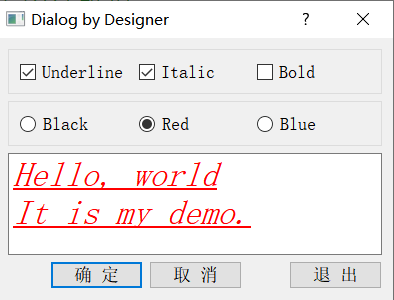 Dialog by Designer ?
Underline Italic Bold
Black Red Blue
Hello, world
It is my demo.
确 定 取 消 退 出